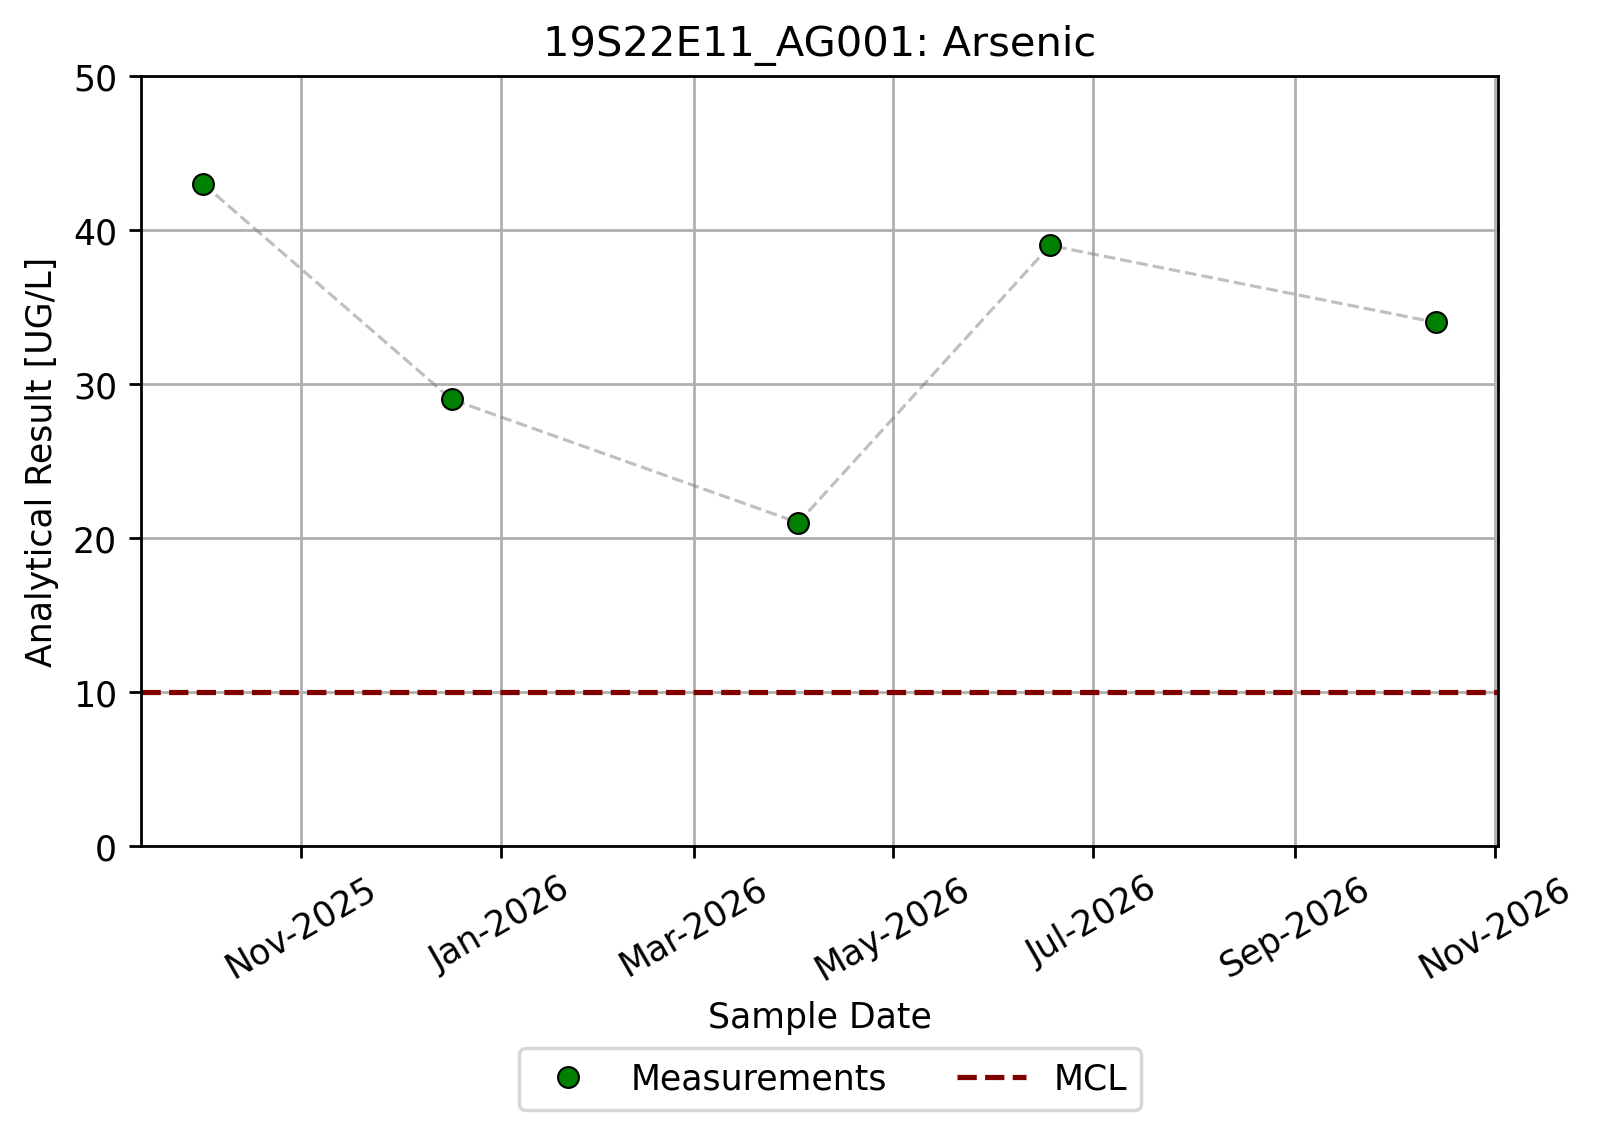 19S22E11_AG001: Arsenic
50
40
30
20
10
0
Analytical Result [UG/L]
Nov-2025
Jan-2026
Mar-2026
May-2026
Jul-2026
Sep-2026
Nov-2026
Sample Date
Measurements
MCL